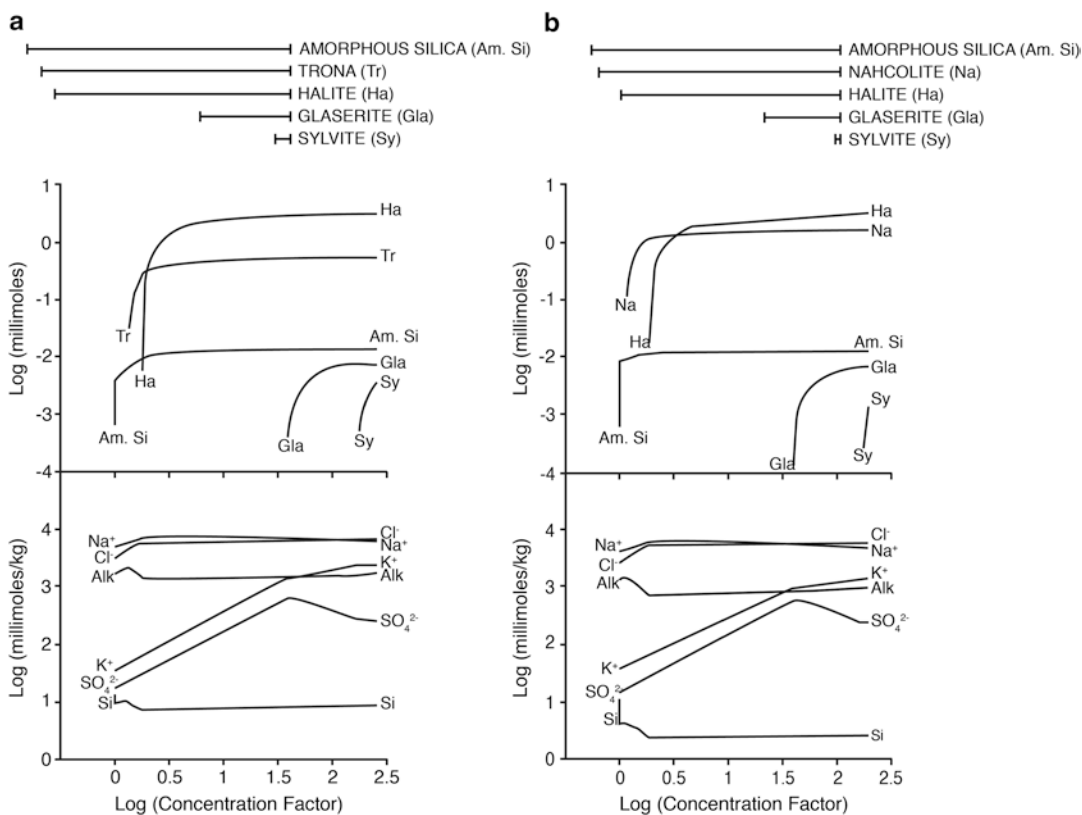 a
AMORPHOUS SILICA (Am. Si)
TRONA (Tr)
HALITE (Ha)
GLASERITE (Gla)
SYLVITE (Sy)
Log (millimoles)
1
0
-1
-2
-3
-4
Ha
Tr
Am. Si
Gla
Sy
Tr
Ha
Am. Si
Gla
Sy
Log (millimoles/kg)
4
3
2
1
0
Na⁺
Cl⁻
Alk
K⁺
SO₄²⁻
Si
Cl⁻
Na⁺
K⁺
Alk
SO₄²⁻
Si
0 0.5 1 1.5 2 2.5
Log (Concentration Factor)
b
AMORPHOUS SILICA (Am. Si)
NAHCOLITE (Na)
HALITE (Ha)
GLASERITE (Gla)
SYLVITE (Sy)
Log (millimoles)
1
0
-1
-2
-3
-4
Ha
Na
Am. Si
Gla
Sy
Na
Ha
Am. Si
Gla
Sy
Log (millimoles/kg)
4
3
2
1
0
Na⁺
Cl⁻
Alk
K⁺
SO₄²⁻
Si
Cl⁻
Na⁺
K⁺
Alk
SO₄²⁻
Si
0 0.5 1 1.5 2 2.5
Log (Concentration Factor)